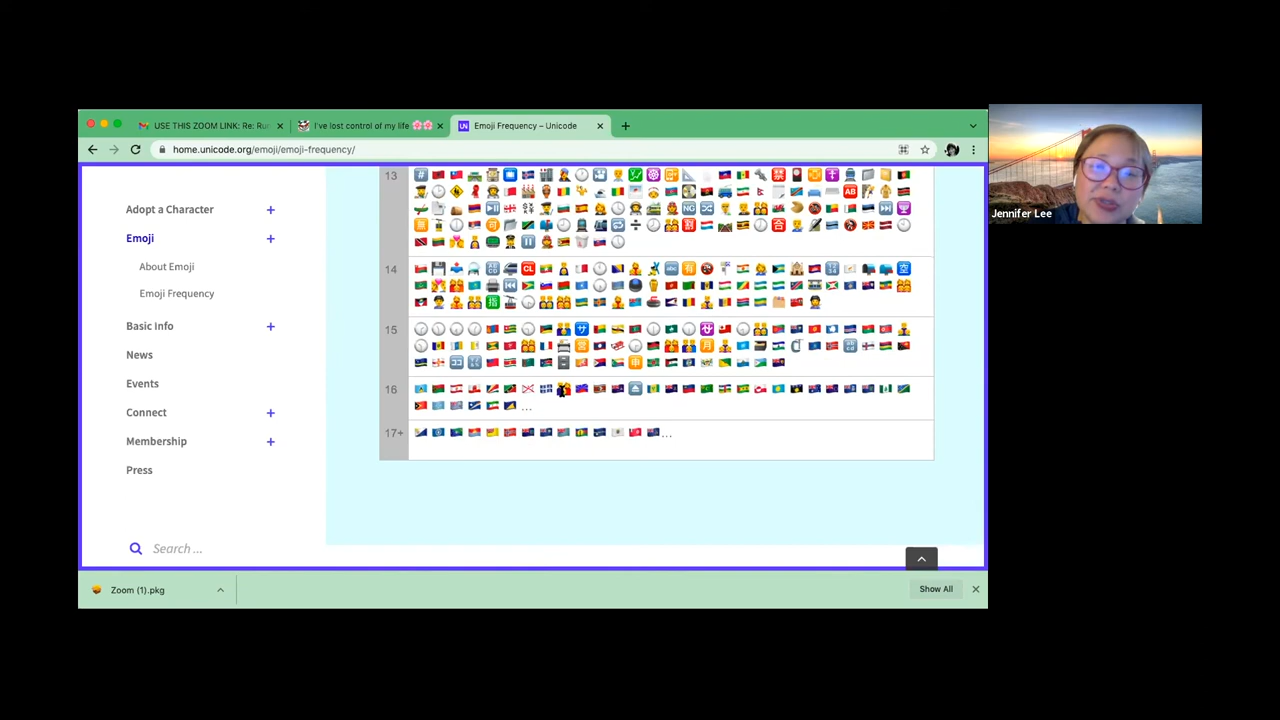 USE THIS ZOOM LINK: Re: Ru
I've lost control of my life 🌸🌸
Emoji Frequency – Unicode
home.unicode.org/emoji/emoji-frequency/
Jennifer Lee
Adopt a Character +
Emoji +
About Emoji
Emoji Frequency
Basic Info +
News
Events
Connect +
Membership +
Press
Search ...
13
14
15
16
...
17+
...
Zoom (1).pkg
Show All